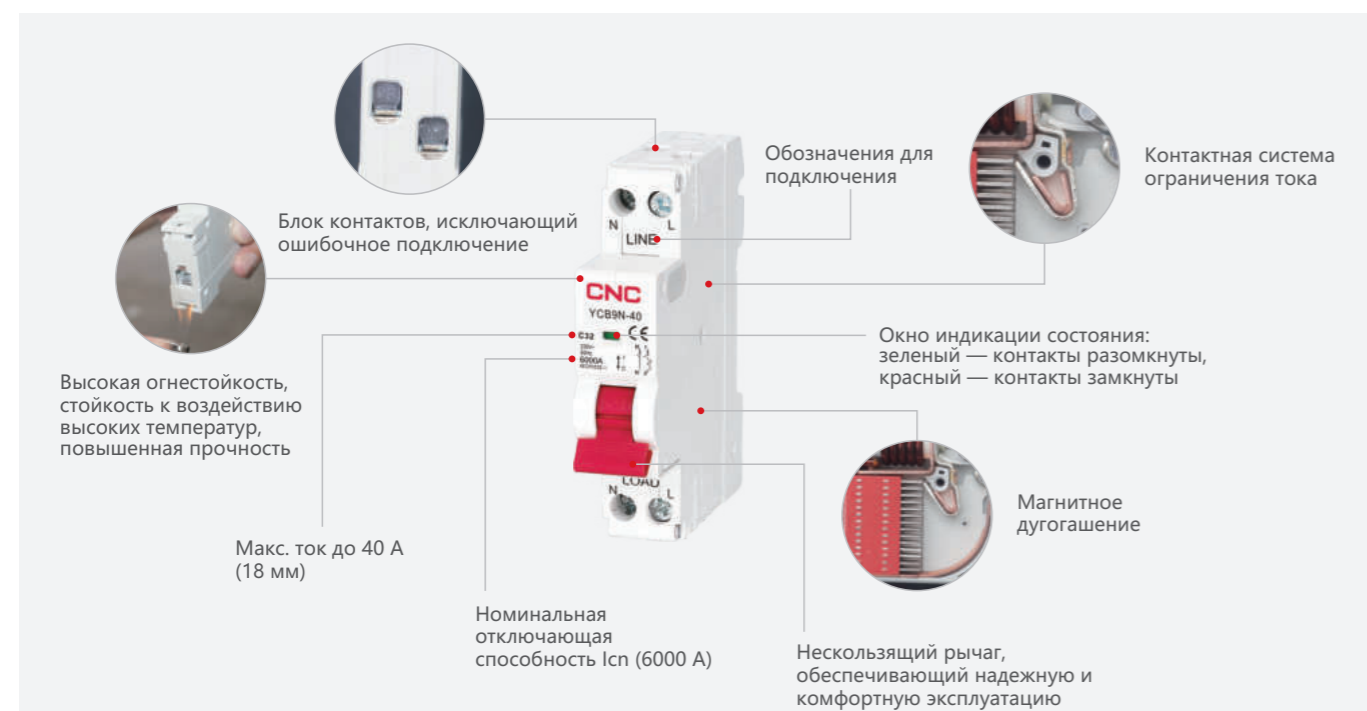 Обозначения для
подключения
Контактная система
ограничения тока
Блок контактов, исключающий
ошибочное подключение
N L
LINE
CNC
YCB9N-40
C32 CE
6000A
Окно индикации состояния:
зеленый — контакты разомкнуты,
красный — контакты замкнуты
Высокая огнестойкость,
стойкость к воздействию
высоких температур,
повышенная прочность
LOAD
N L
Магнитное
дугогашение
Макс. ток до 40 А
(18 мм)
Номинальная
отключающая
способность Icn (6000 А)
Нескользящий рычаг,
обеспечивающий надежную и
комфортную эксплуатацию